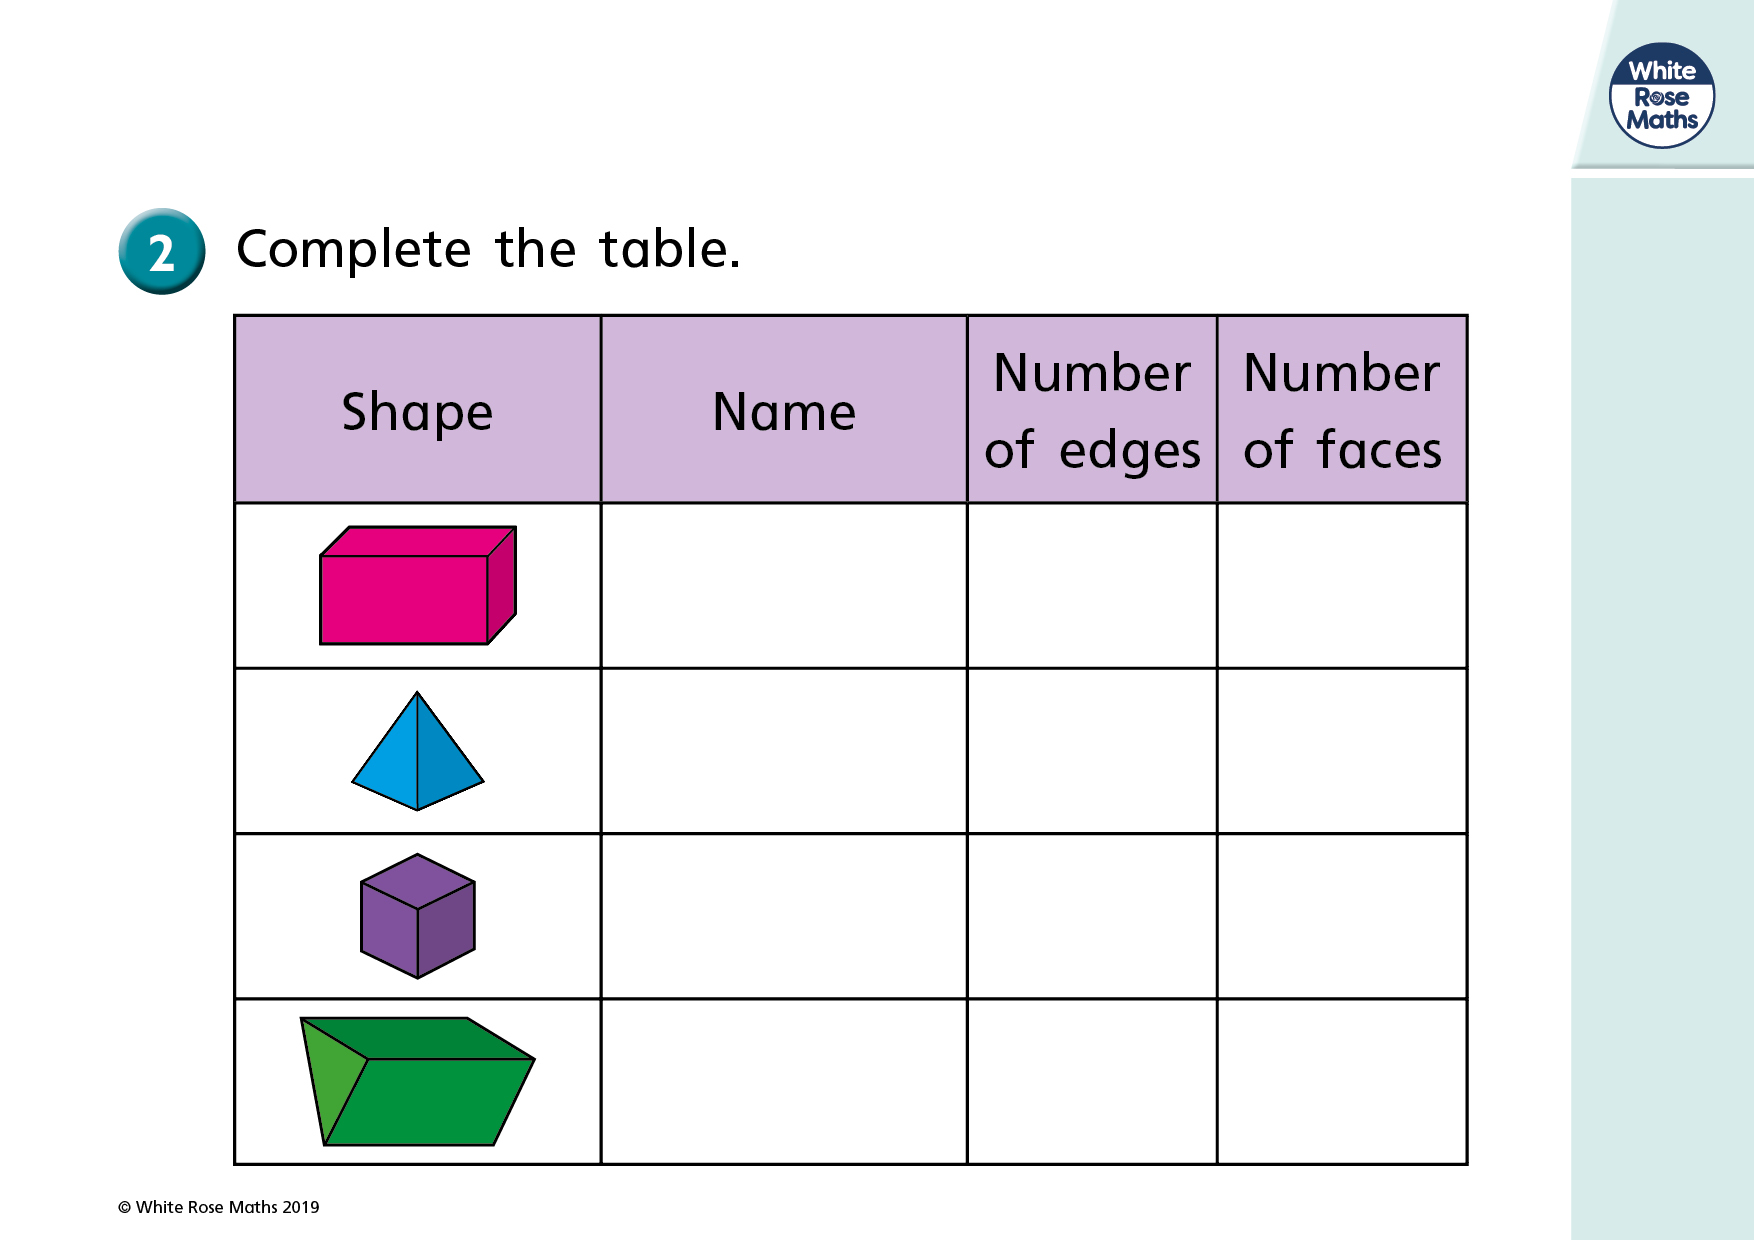 White
Rose
Maths
2 Complete the table.
Shape Name Number of edges Number of faces
© White Rose Maths 2019